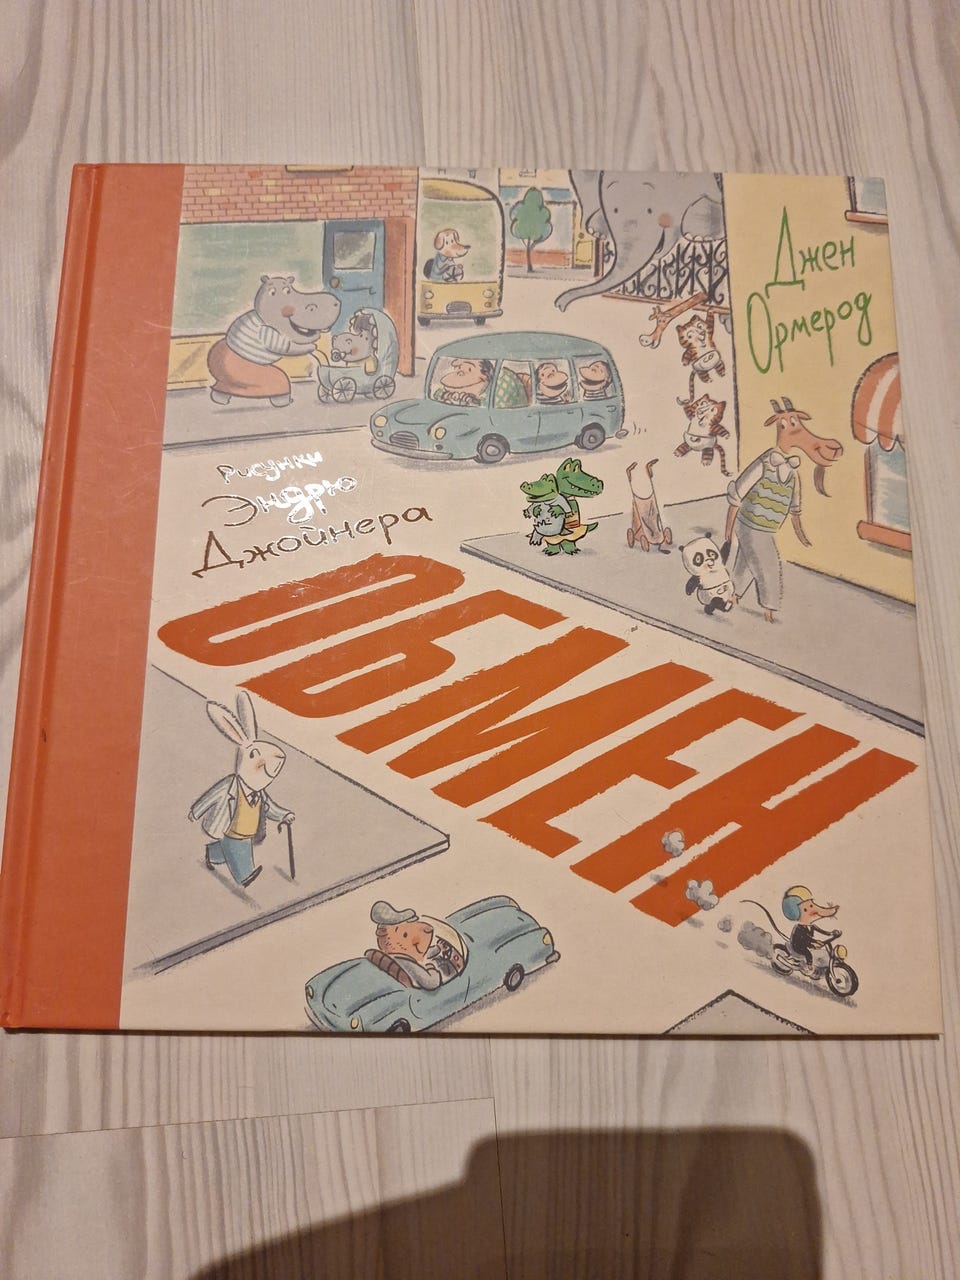 Джен
Ормерод
Рисунки
Эндрю
Джойнера
ОБМЕН